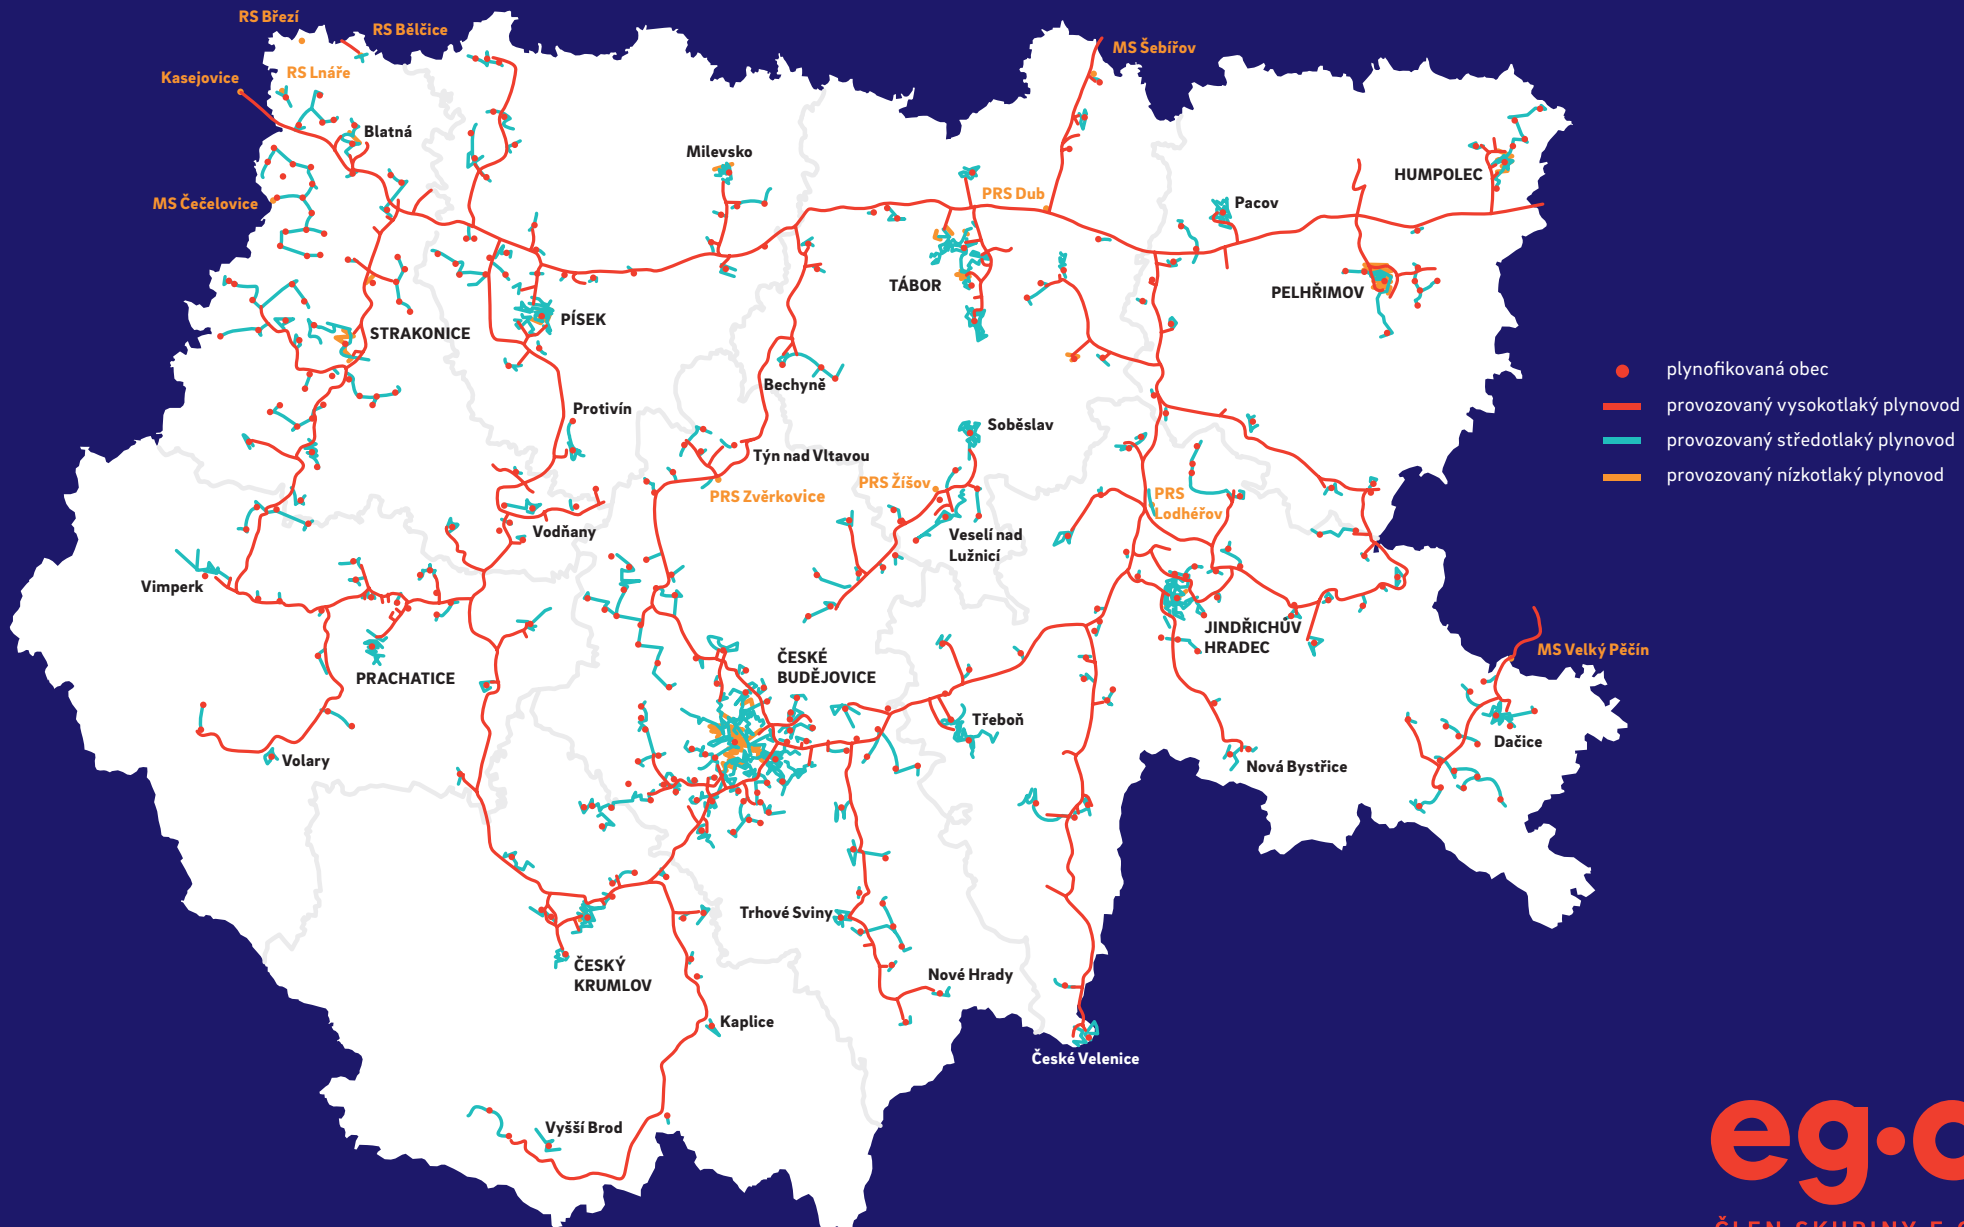 RS Březí
RS Bělčice
MS Šebířov
Kasejovice
RS Lnáře
Blatná
Milevsko
HUMPOLEC
MS Čečelovice
PRS Dub
Pacov
TÁBOR
PELHŘIMOV
STRAKONICE
PÍSEK
plynofikovaná obec
provozovaný vysokotlaký plynovod
provozovaný středotlaký plynovod
provozovaný nízkotlaký plynovod
Bechyně
Protivín
Soběslav
Týn nad Vltavou
PRS Žíšov
PRS Zvěrkovice
PRS
Lodhéřov
Vodňany
Veselí nad
Lužnicí
Vimperk
JINDŘICHŮV
HRADEC
MS Velký Pěčín
PRACHATICE
ČESKÉ
BUDĚJOVICE
Třeboň
Dačice
Volary
Nová Bystřice
Trhové Sviny
ČESKÝ
KRUMLOV
Nové Hrady
Kaplice
České Velenice
Vyšší Brod
eg·